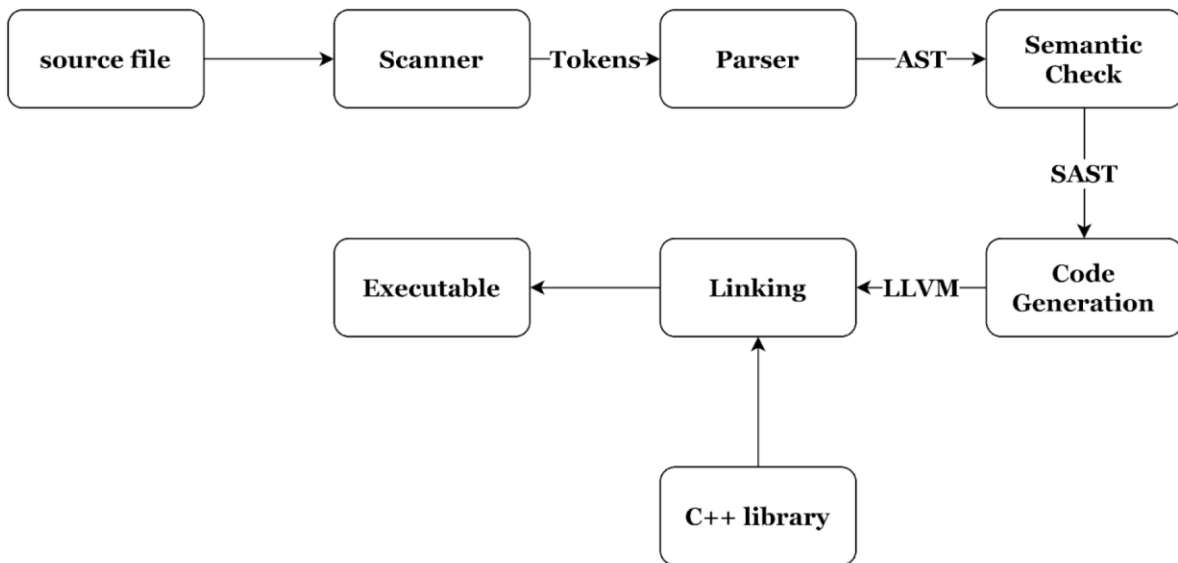 source file
Scanner
Tokens
Parser
AST
Semantic
Check
SAST
Code
Generation
LLVM
Linking
Executable
C++ library